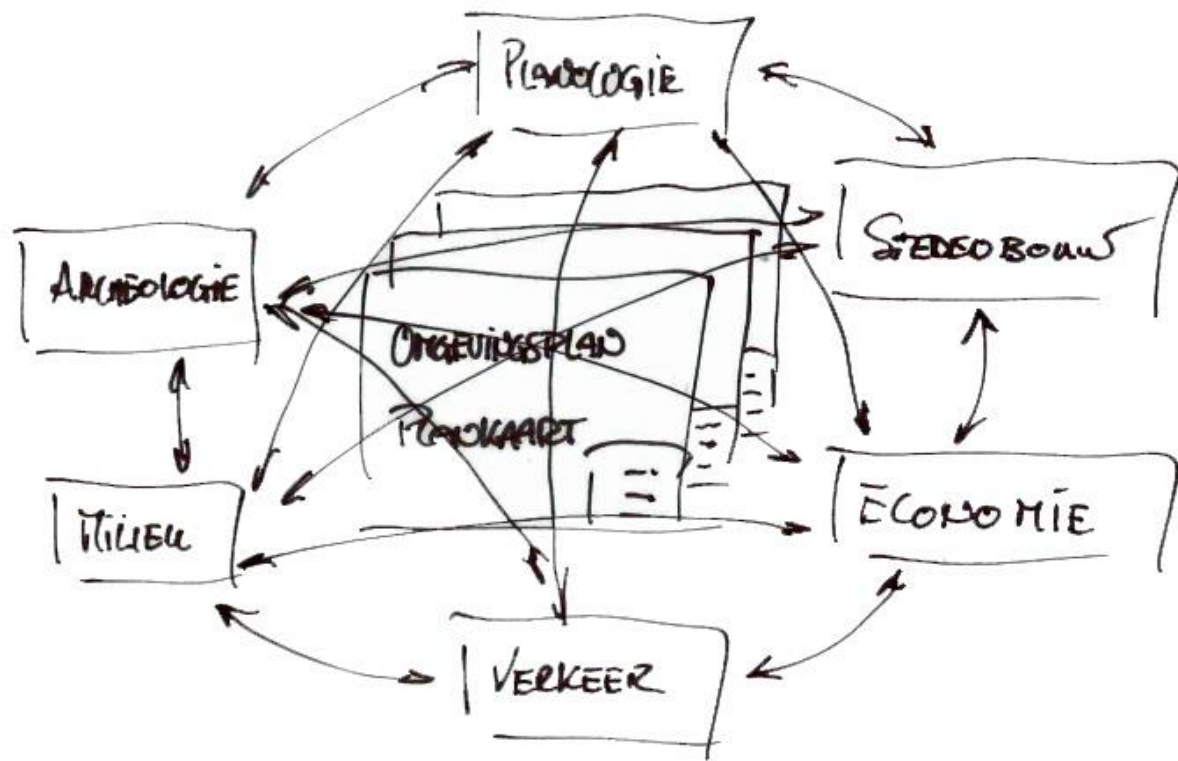 PLANOLOGIE
STEDEBOUW
ARCHEOLOGIE
OMGEVINGSPLAN
PLANKAART
MILIEU
ECONOMIE
VERKEER